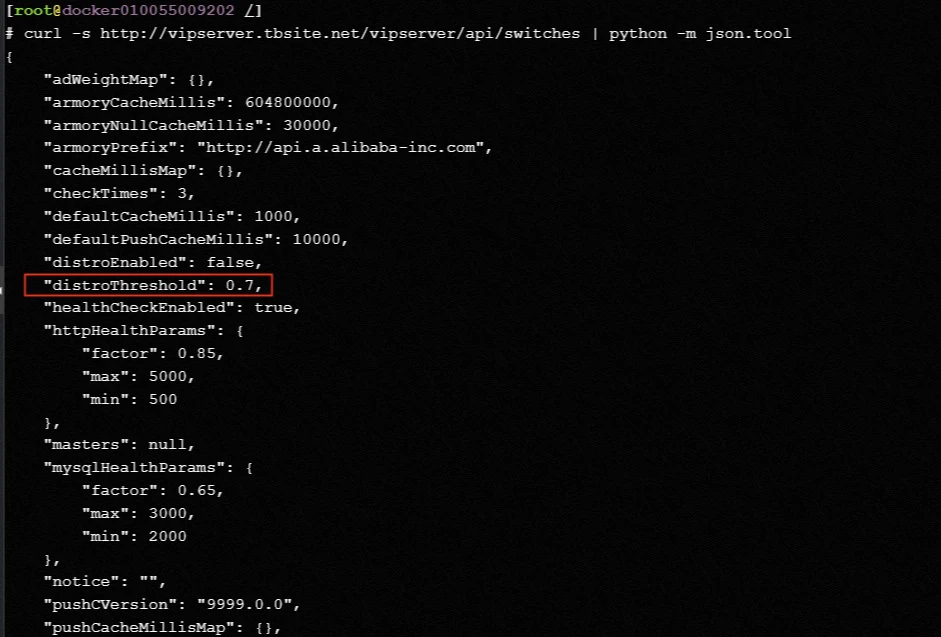 [root@docker010055009202 /]
# curl -s http://vipserver.tbsite.net/vipserver/api/switches | python -m json.tool
{
    "adWeightMap": {},
    "armoryCacheMillis": 604800000,
    "armoryNullCacheMillis": 30000,
    "armoryPrefix": "http://api.a.alibaba-inc.com",
    "cacheMillisMap": {},
    "checkTimes": 3,
    "defaultCacheMillis": 1000,
    "defaultPushCacheMillis": 10000,
    "distroEnabled": false,
    "distroThreshold": 0.7,
    "healthCheckEnabled": true,
    "httpHealthParams": {
        "factor": 0.85,
        "max": 5000,
        "min": 500
    },
    "masters": null,
    "mysqlHealthParams": {
        "factor": 0.65,
        "max": 3000,
        "min": 2000
    },
    "notice": "",
    "pushCVersion": "9999.0.0",
    "pushCacheMillisMap": {},